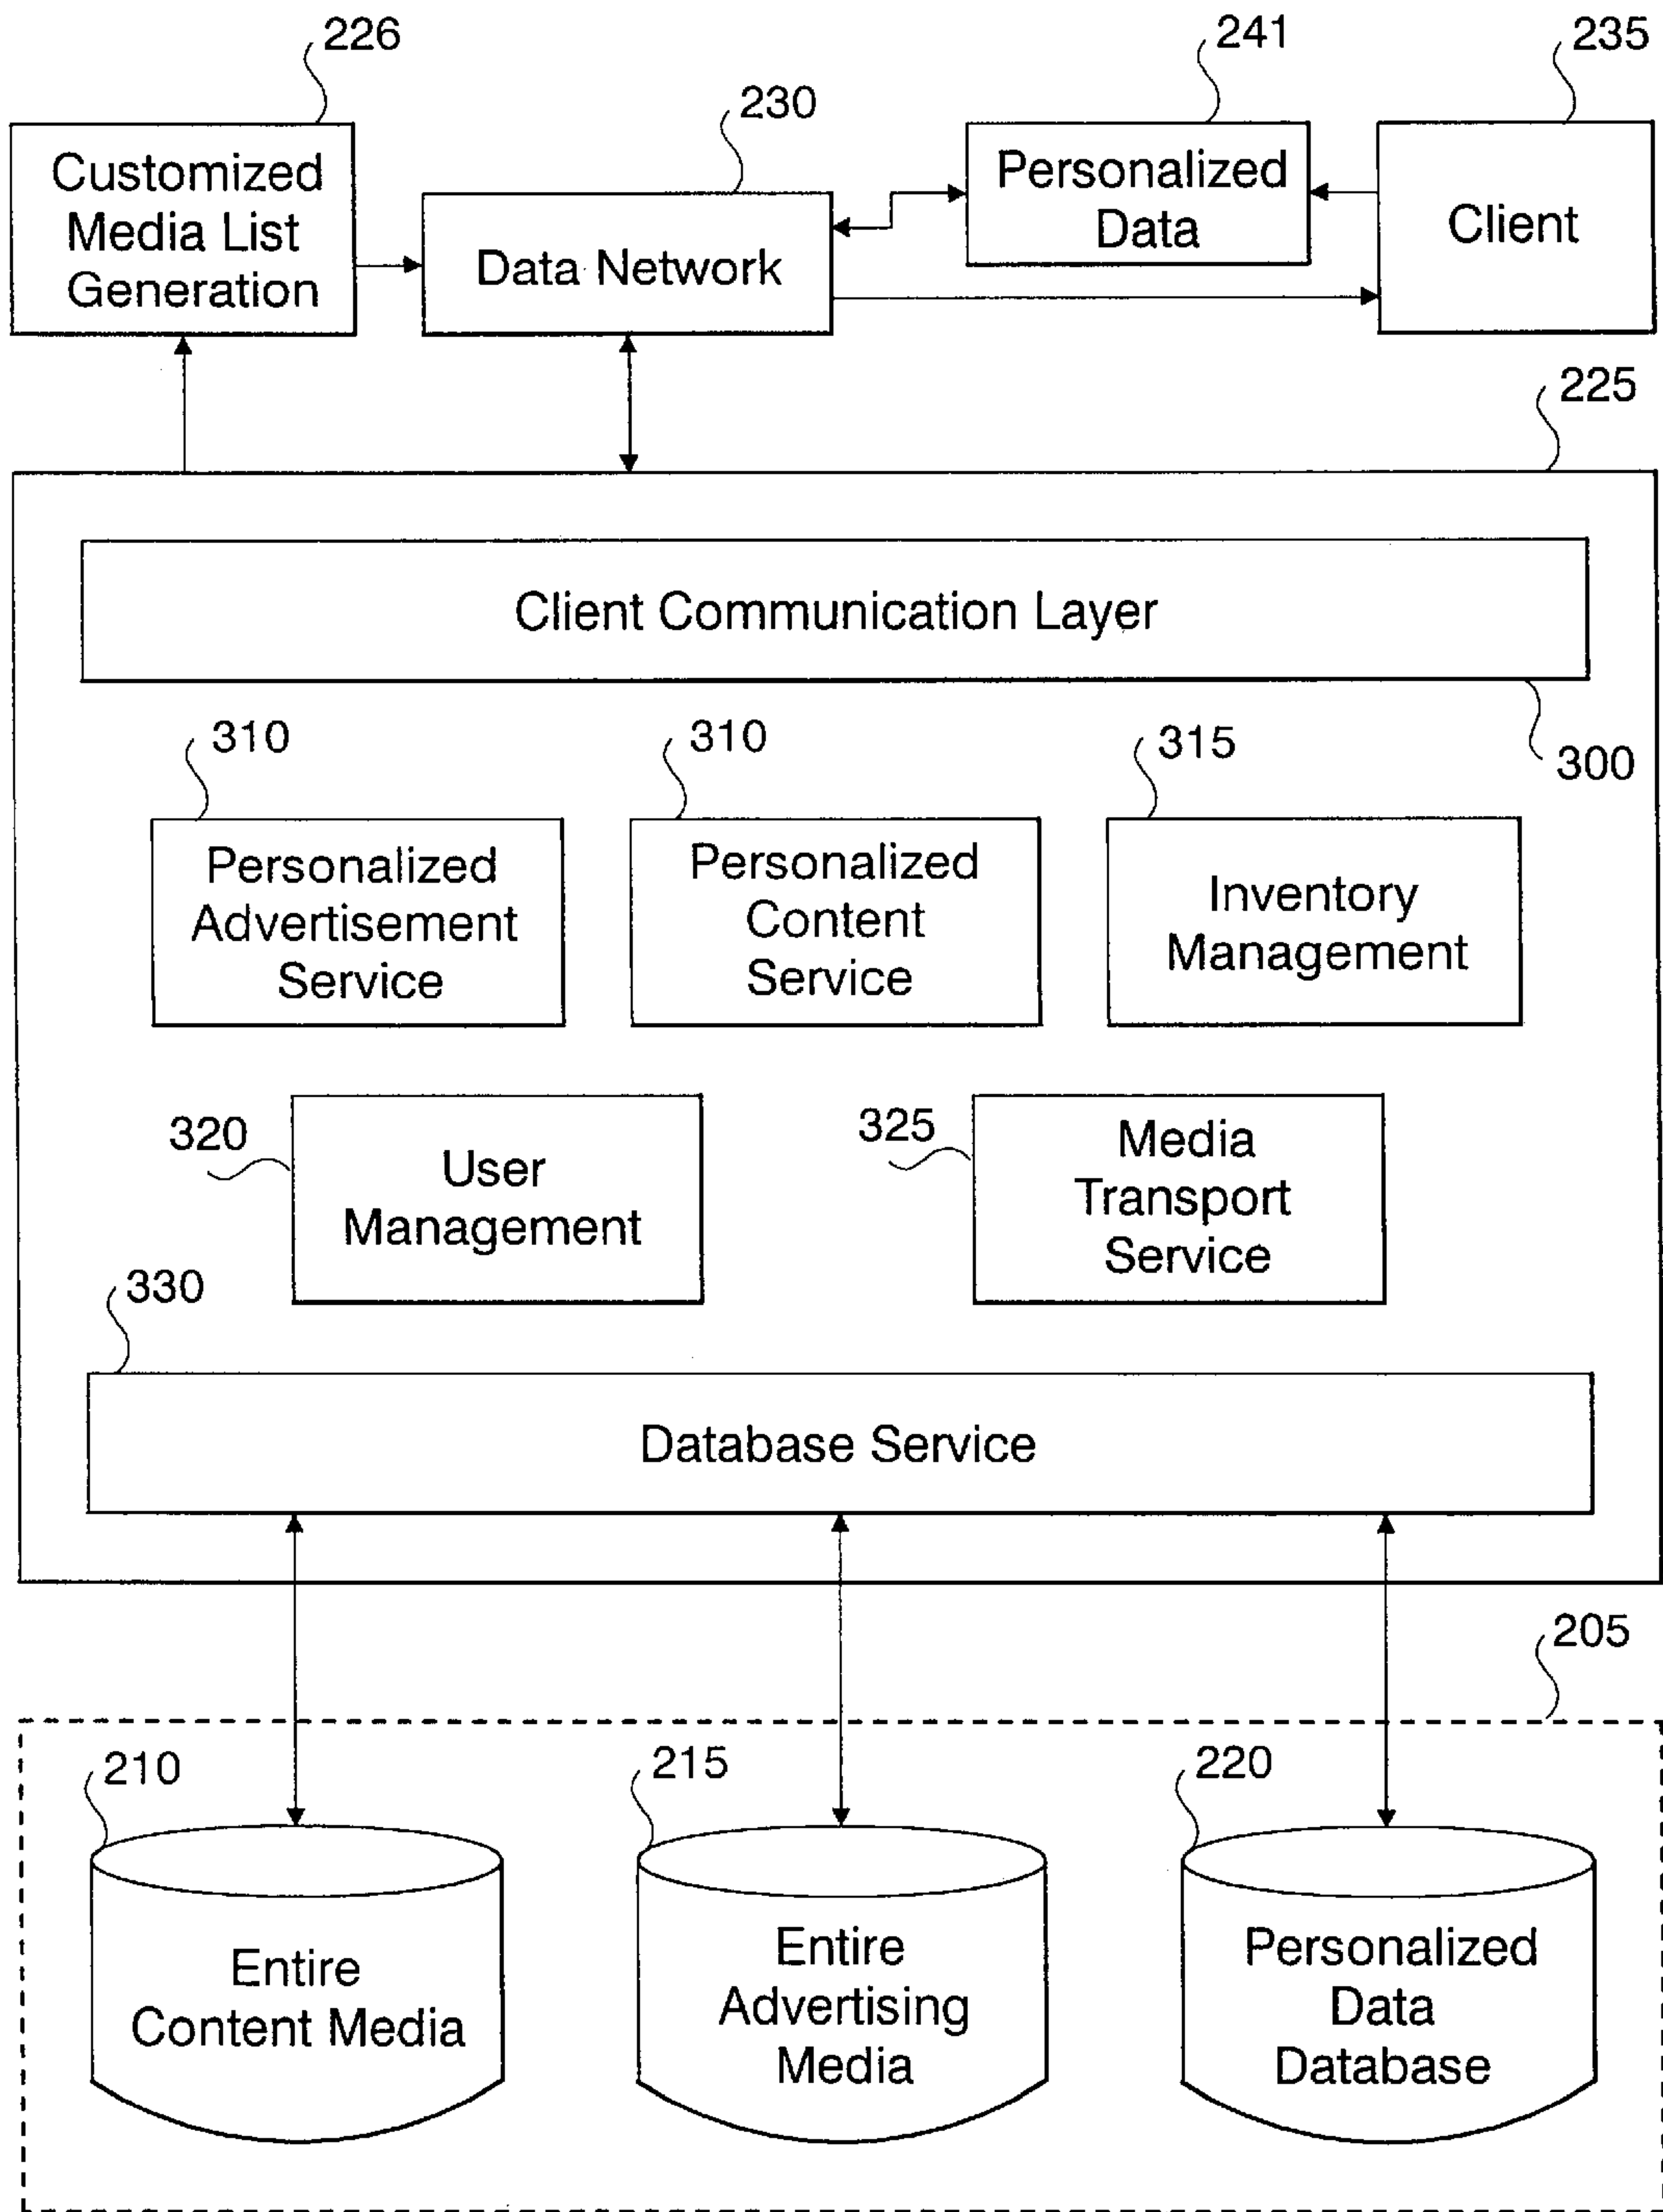 226
241
235
230
Customized
Media List
Generation
Data Network
Personalized
Data
Client
225
Client Communication Layer
300
310
310
315
Personalized
Advertisement
Service
Personalized
Content
Service
Inventory
Management
320
User
Management
325
Media
Transport
Service
330
Database Service
205
210
215
220
Entire
Content Media
Entire
Advertising
Media
Personalized
Data
Database